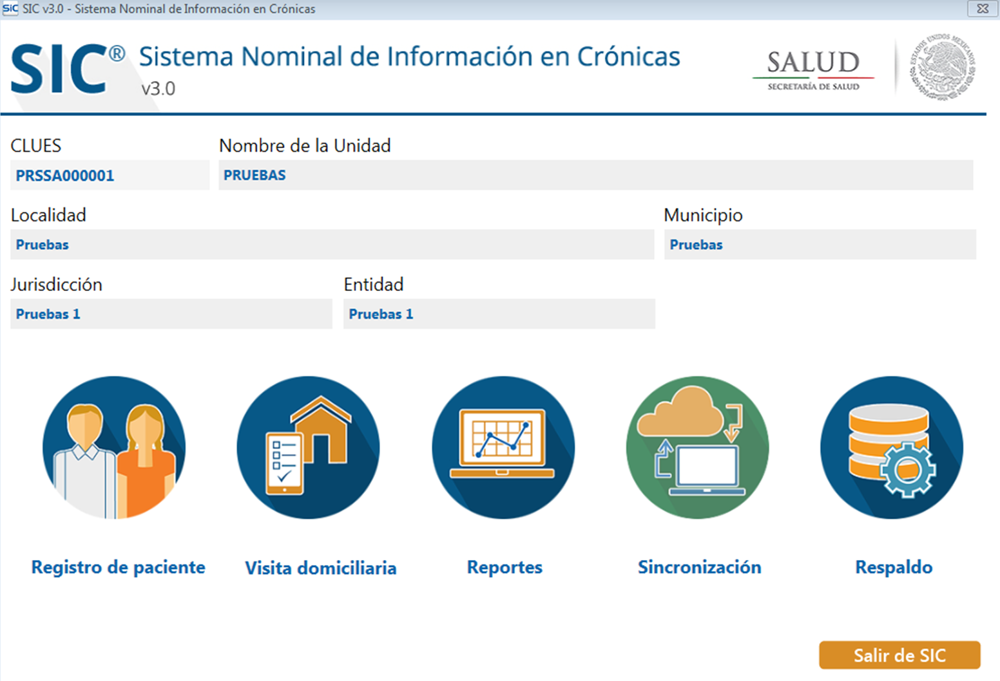 SiC SIC v3.0 - Sistema Nominal de Información en Crónicas
SIC® Sistema Nominal de Información en Crónicas
v3.0
SALUD
SECRETARÍA DE SALUD
ESTADOS UNIDOS MEXICANOS
CLUES Nombre de la Unidad
PRSSA000001 PRUEBAS
Localidad Municipio
Pruebas Pruebas
Jurisdicción Entidad
Pruebas 1 Pruebas 1
Registro de paciente Visita domiciliaria Reportes Sincronización Respaldo
Salir de SIC